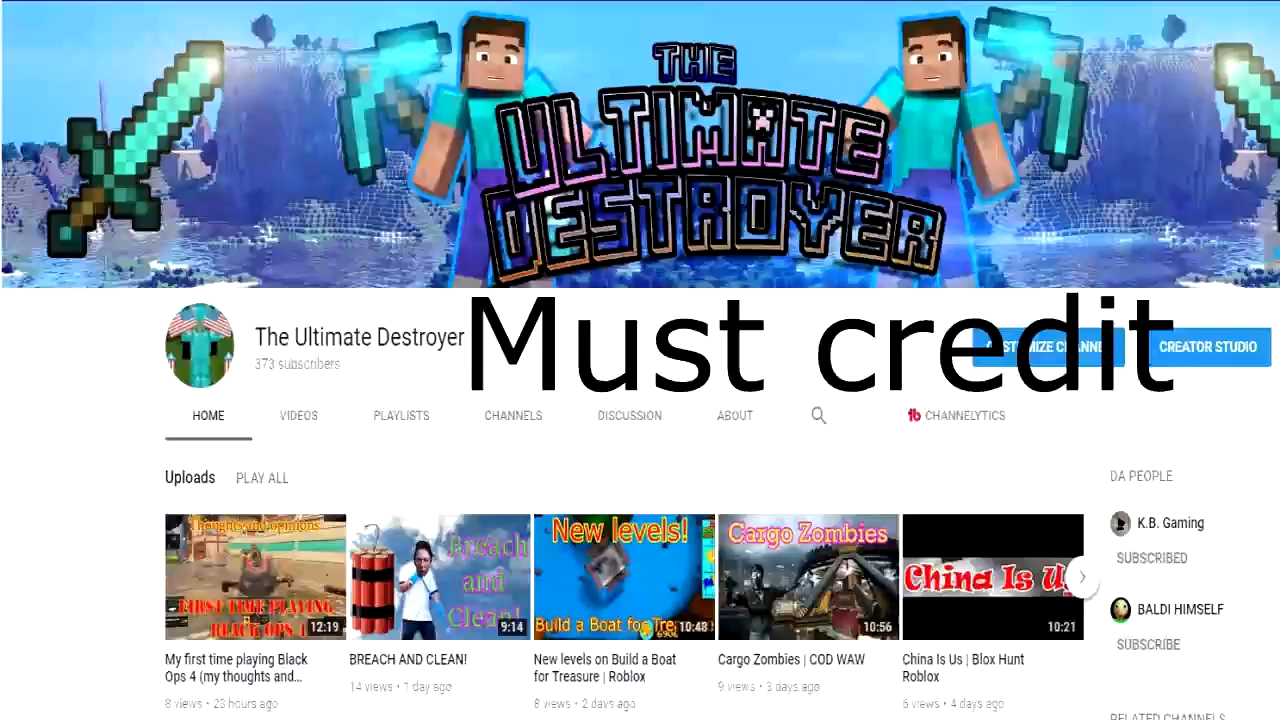 THE
ULTIMATE
DESTROYER
Must credit
The Ultimate Destroyer
373 subscribers
CREATOR STUDIO
HOME VIDEOS PLAYLISTS CHANNELS DISCUSSION ABOUT CHANNELYTICS
Uploads PLAY ALL
DA PEOPLE
K.B. Gaming
SUBSCRIBED
BALDI HIMSELF
SUBSCRIBE
RELATED CHANNELS
Thoughts and opinions
FIRST TIME PLAYING
BLACK OPS 4
12:19
Breach
and
Clean!
9:14
New levels!
Build a Boat for Tre
10:48
Cargo Zombies
10:56
China Is U
10:21
My first time playing Black
Ops 4 (my thoughts and...
8 views • 23 hours ago
BREACH AND CLEAN!
14 views • 1 day ago
New levels on Build a Boat
for Treasure | Roblox
8 views • 2 days ago
Cargo Zombies | COD WAW
9 views • 3 days ago
China Is Us | Blox Hunt
Roblox
6 views • 4 days ago